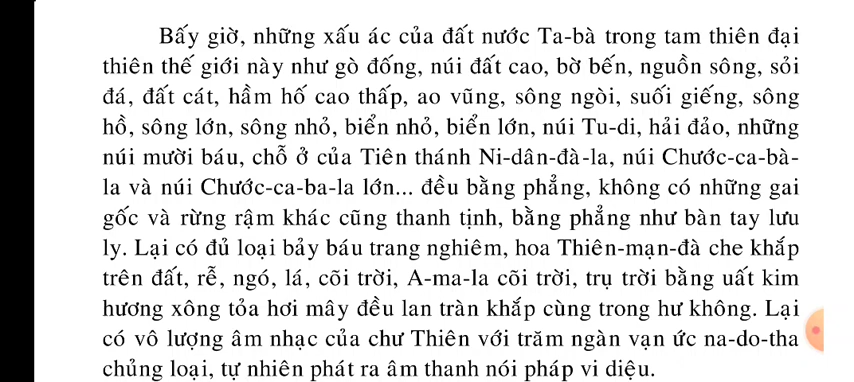 Bấy giờ, những xấu ác của đất nước Ta-bà trong tam thiên đại
thiên thế giới này như gò đống, núi đất cao, bờ bến, nguồn sông, sỏi
đá, đất cát, hầm hố cao thấp, ao vũng, sông ngòi, suối giếng, sông
hồ, sông lớn, sông nhỏ, biển nhỏ, biển lớn, núi Tu-di, hải đảo, những
núi mười báu, chỗ ở của Tiên thánh Ni-dân-đà-la, núi Chước-ca-bà-
la và núi Chước-ca-ba-la lớn... đều bằng phẳng, không có những gai
gốc và rừng rậm khác cũng thanh tịnh, bằng phẳng như bàn tay lưu
ly. Lại có đủ loại bảy báu trang nghiêm, hoa Thiên-mạn-đà che khắp
trên đất, rễ, ngó, lá, cõi trời, A-ma-la cõi trời, trụ trời bằng uất kim
hương xông tỏa hơi mây đều lan tràn khắp cùng trong hư không. Lại
có vô lượng âm nhạc của chư Thiên với trăm ngàn vạn ức na-do-tha
chủng loại, tự nhiên phát ra âm thanh nói pháp vi diệu.